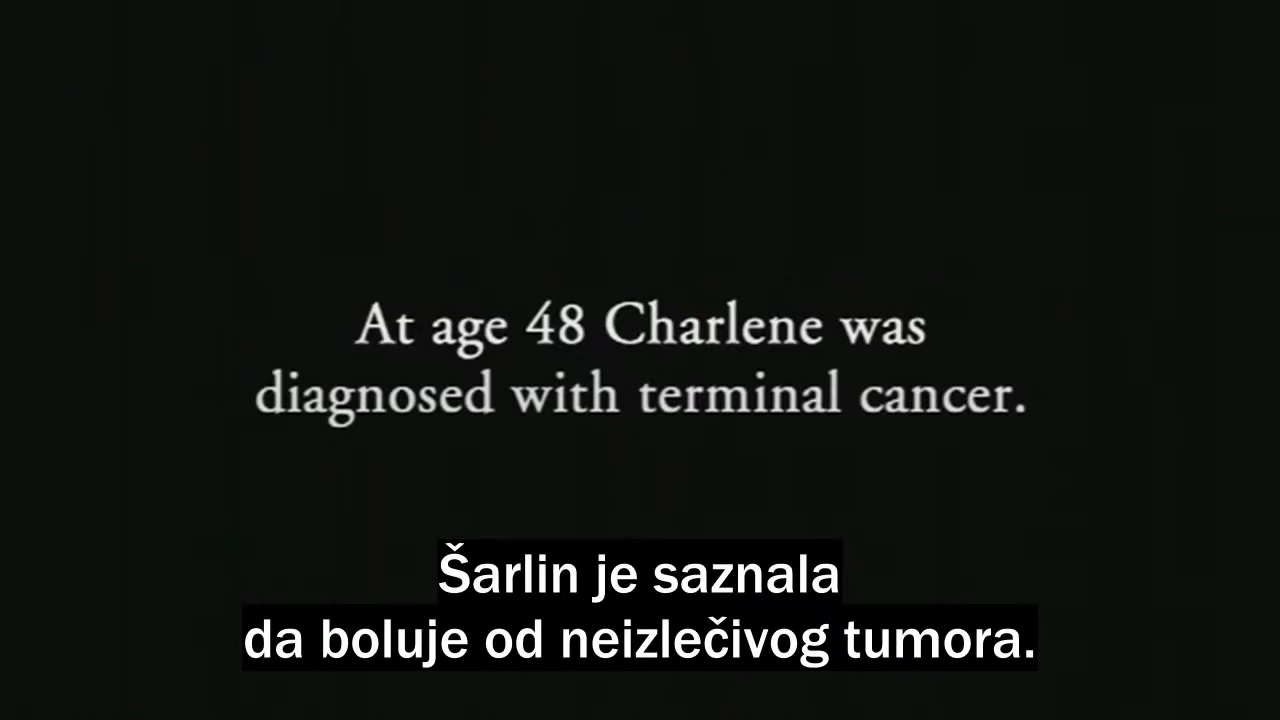 At age 48 Charlene was
diagnosed with terminal cancer.
Šarlin je saznala
da boluje od neizlečivog tumora.